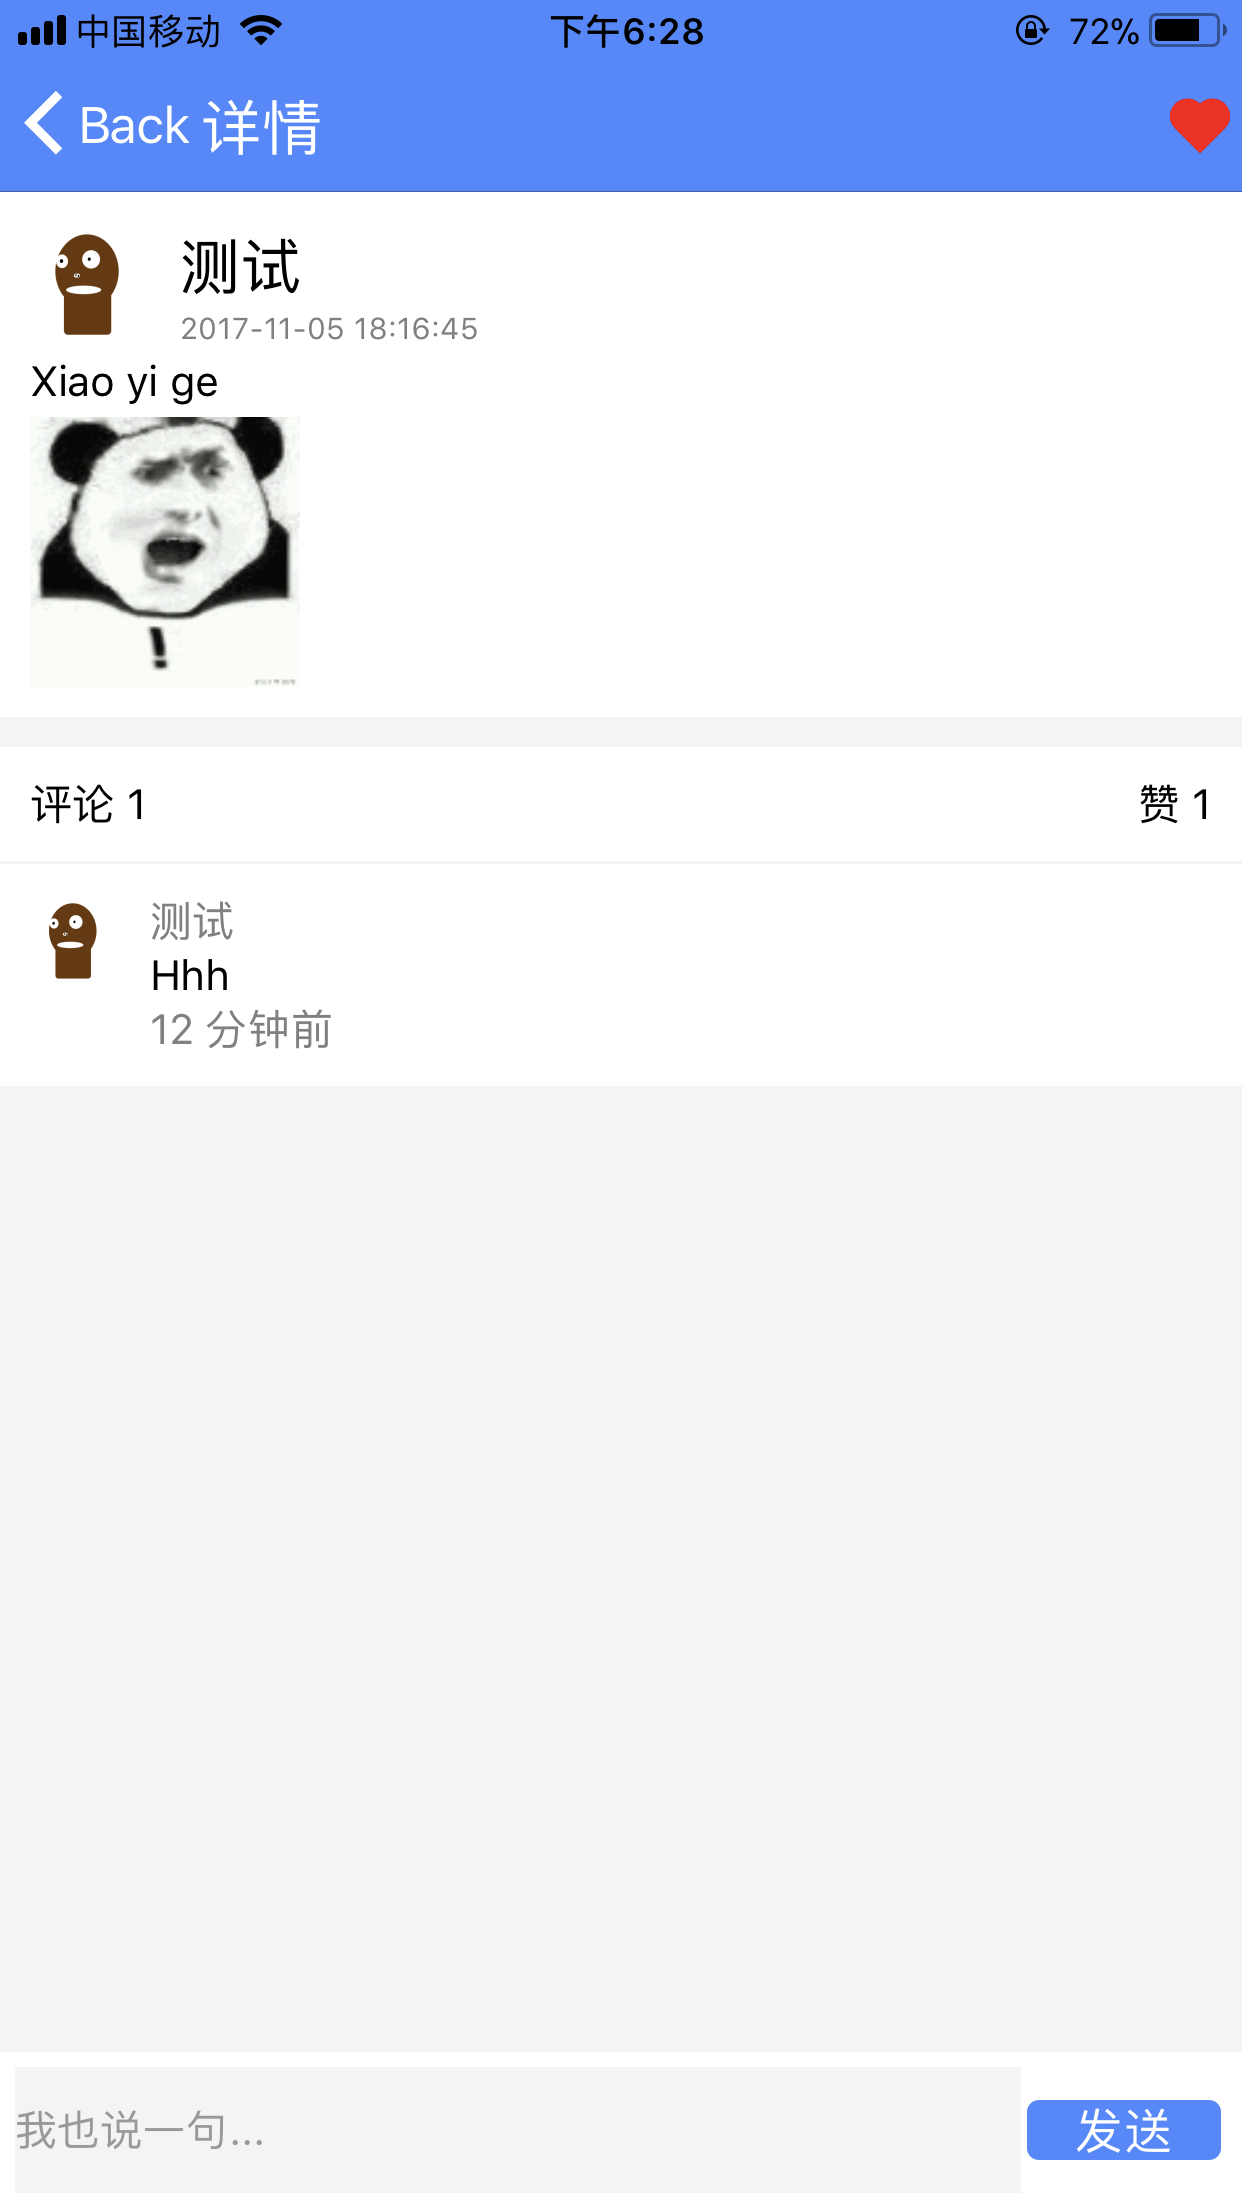 中国移动 下午6:28 72%
Back 详情
测试
2017-11-05 18:16:45
Xiao yi ge
!
评论 1 赞 1
测试
Hhh
12 分钟前
我也说一句... 发送